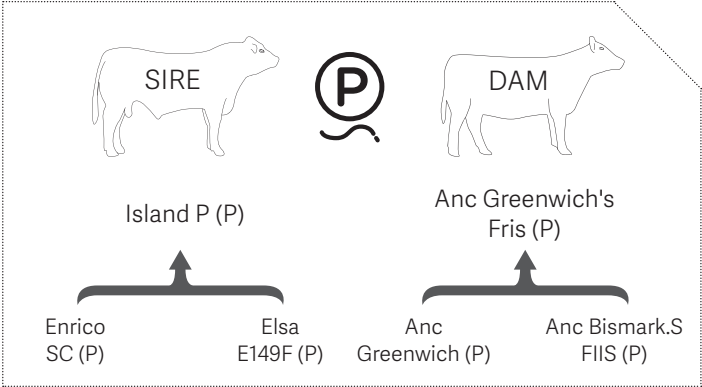 SIRE
P
DAM
Island P (P)
Anc Greenwich's
Fris (P)
Enrico
SC (P)
Elsa
E149F (P)
Anc
Greenwich (P)
Anc Bismark.S
FIIS (P)